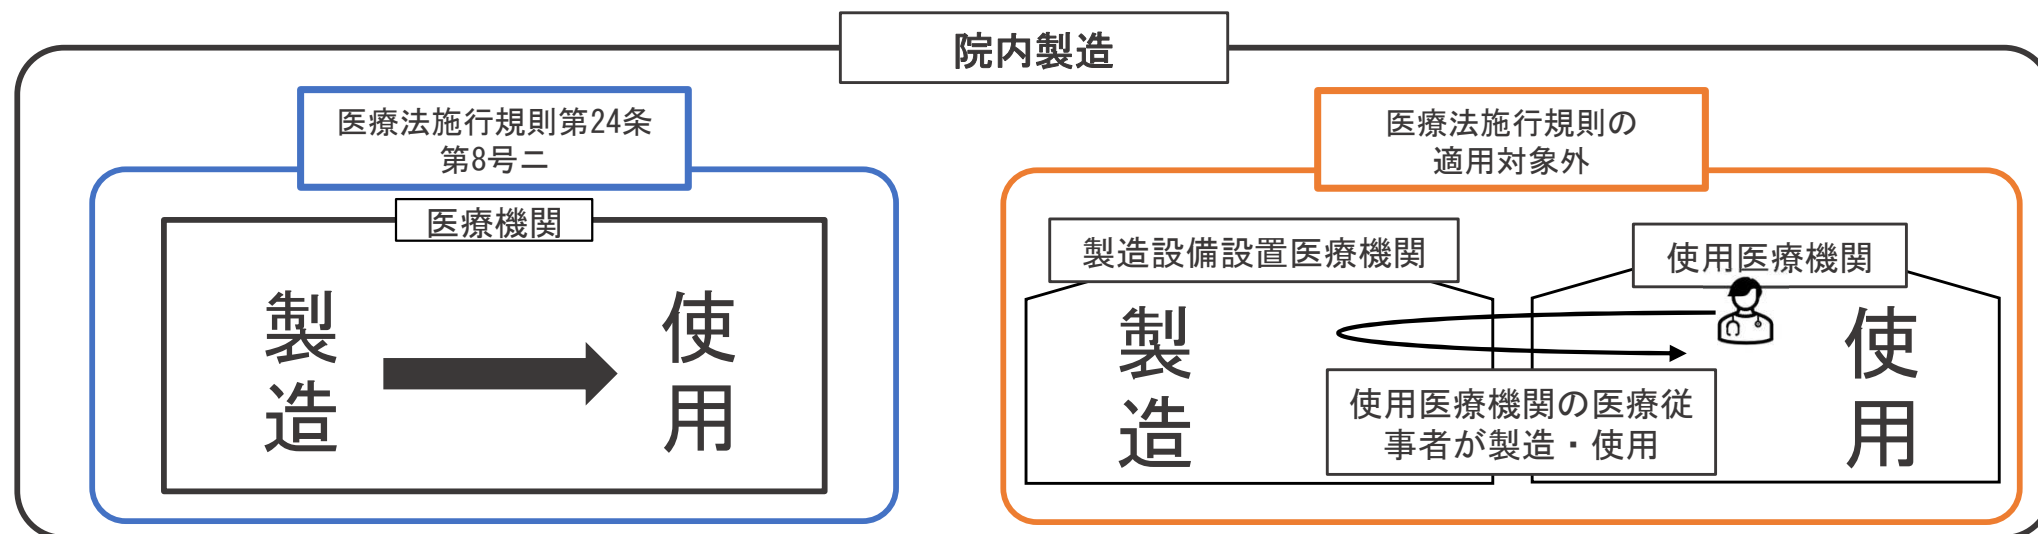 院内製造
医療法施行規則第24条
第8号ニ
医療機関
製造
使用
医療法施行規則の
適用対象外
製造設備設置医療機関
使用医療機関
製造
使用医療機関の医療従
事者が製造・使用
使用